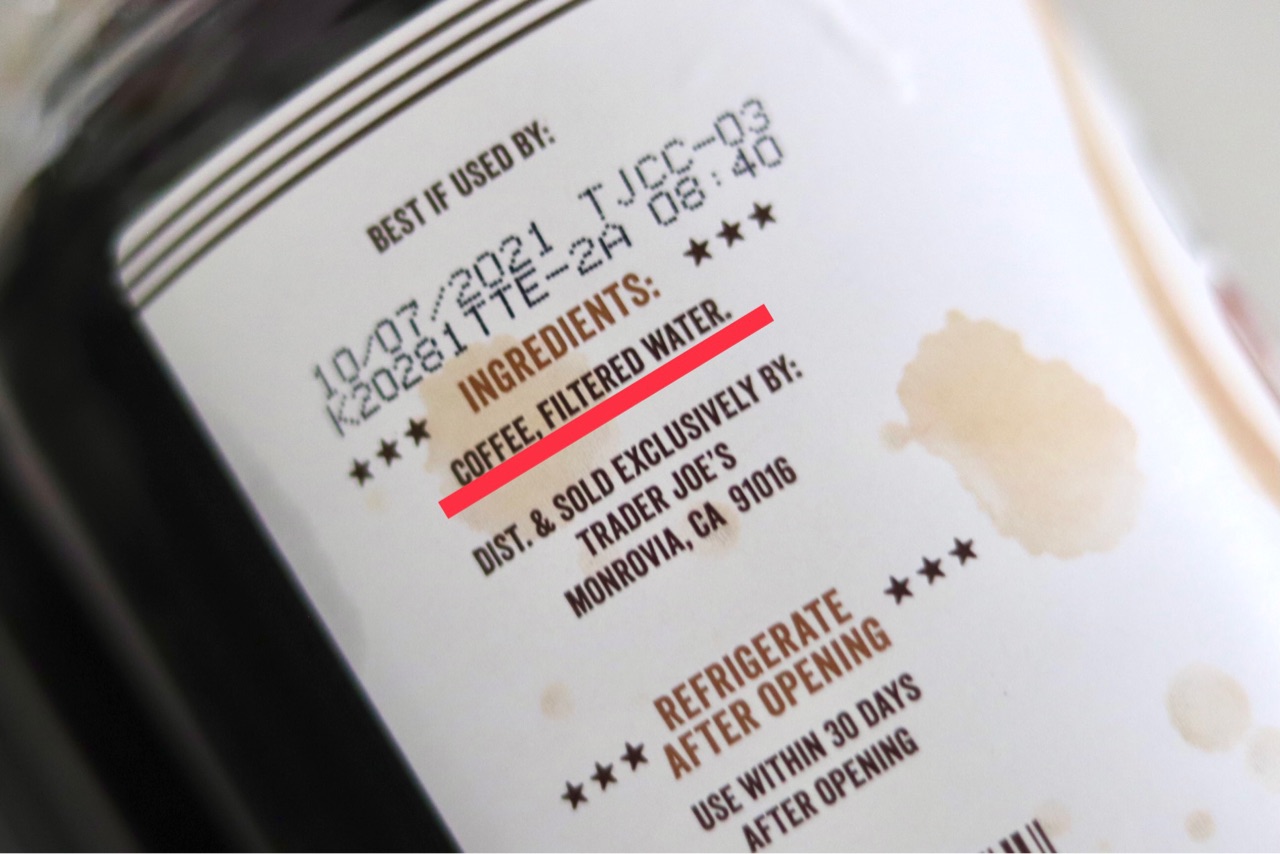 BEST IF USED BY:
10/07/2021 TJCC-03
K20281TTE-2A 08:40
INGREDIENTS:
COFFEE, FILTERED WATER.
DIST. & SOLD EXCLUSIVELY BY:
TRADER JOE'S
MONROVIA, CA 91016
REFRIGERATE
AFTER OPENING
USE WITHIN 30 DAYS
AFTER OPENING